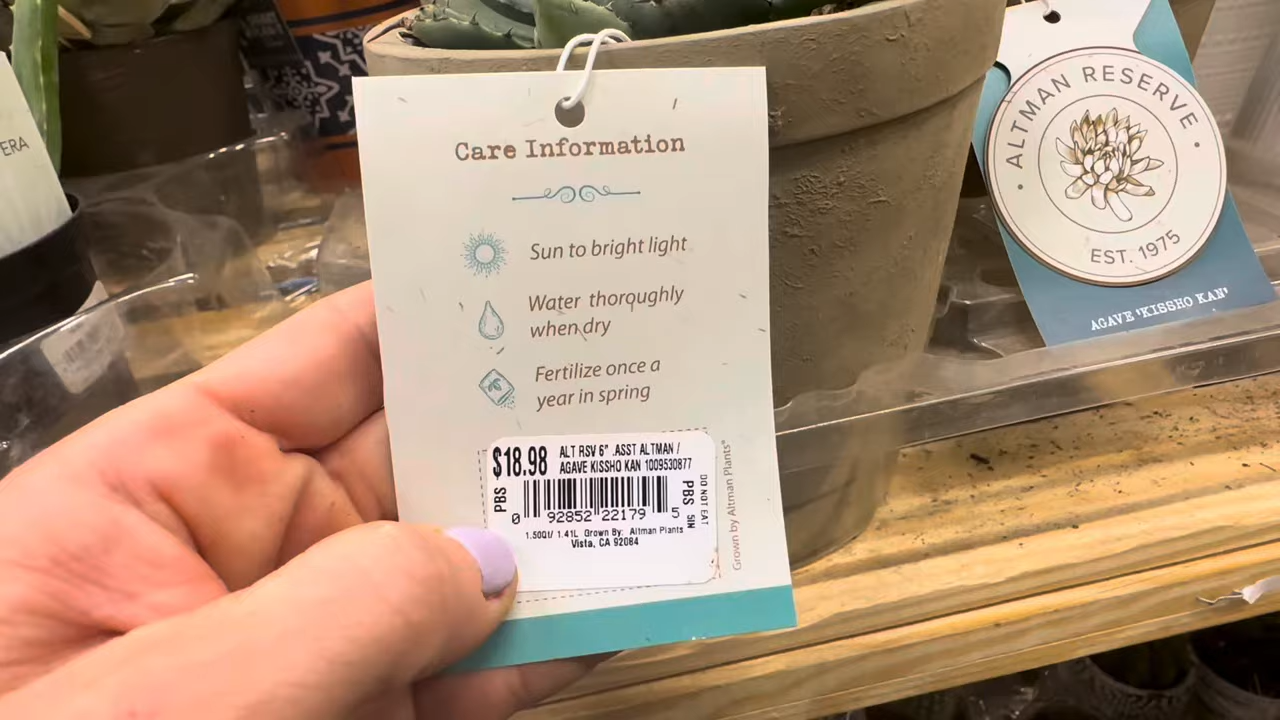 Care Information
Sun to bright light
Water thoroughly
when dry
Fertilize once a
year in spring
$18.98
ALT RSV 6" .ASST ALTMAN /
AGAVE KISSHO KAN 1009530877
PBS
0 92852 22179 5
PBS
5IN
DO NOT EAT
1.50Qt/ 1.41L Grown By: Altman Plants
Vista, CA 92084
Grown by Altman Plants®
ALTMAN RESERVE
EST. 1975
AGAVE 'KISSHO KAN'
ERA